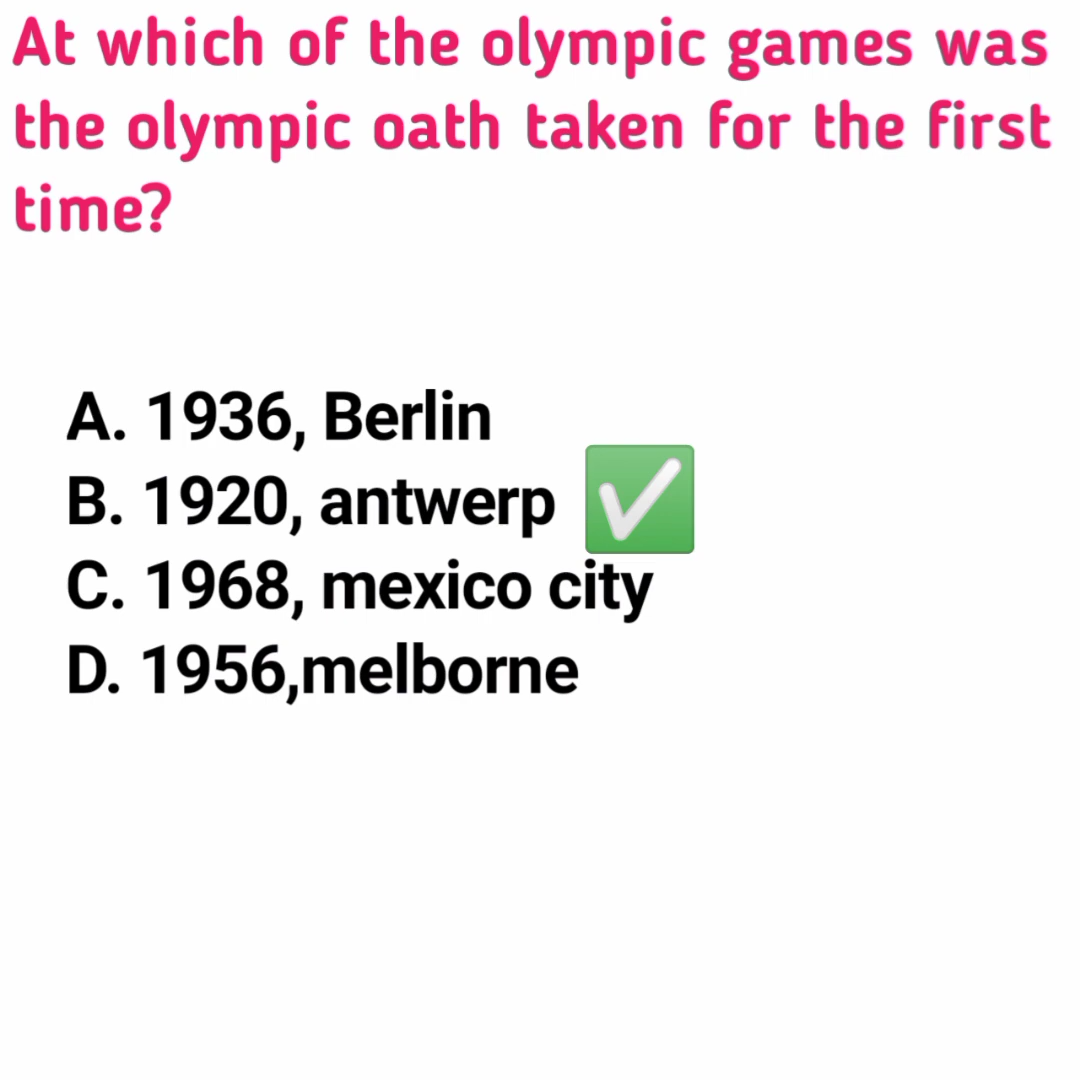 At which of the olympic games was
the olympic oath taken for the first
time?
A. 1936, Berlin
B. 1920, antwerp ✅
C. 1968, mexico city
D. 1956,melborne